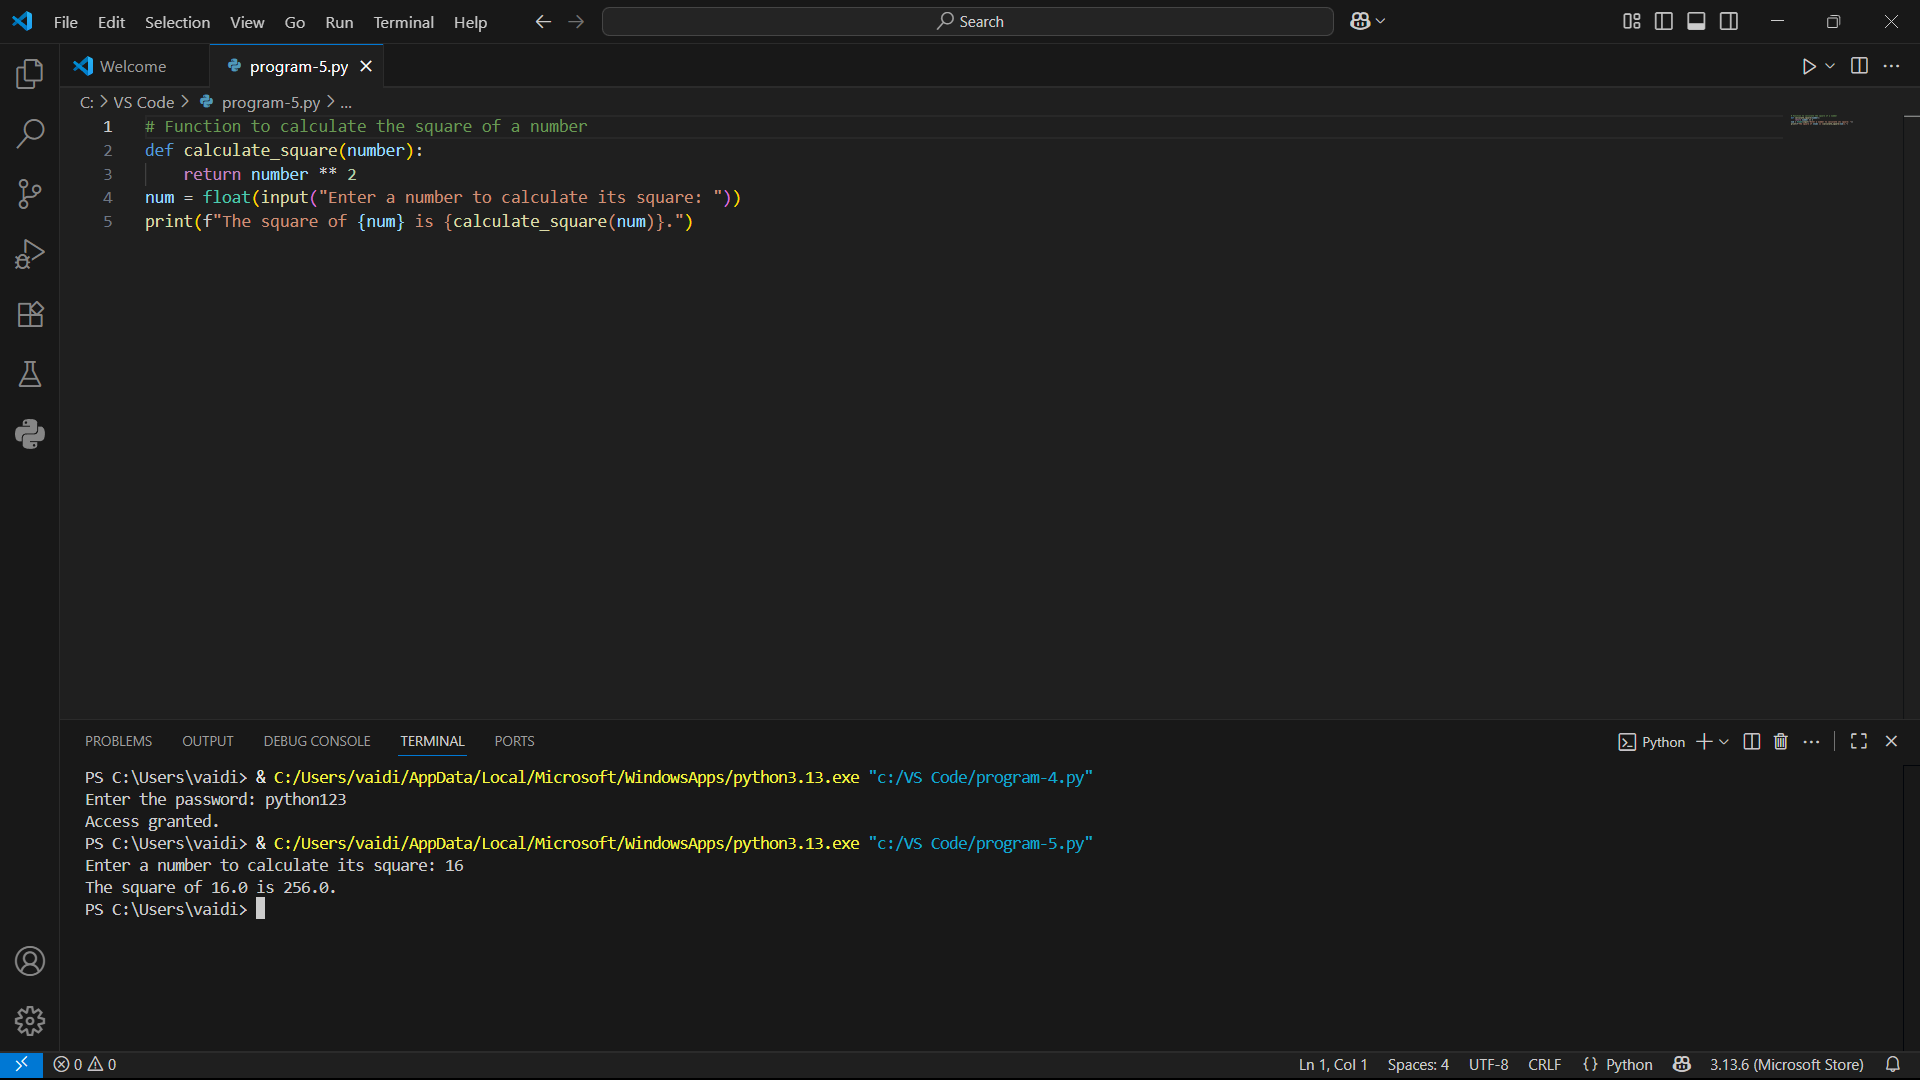 File Edit Selection View Go Run Terminal Help
Search
Welcome
program-5.py
C: > VS Code > program-5.py > ...
1 # Function to calculate the square of a number
2 def calculate_square(number):
3 return number ** 2
4 num = float(input("Enter a number to calculate its square: "))
5 print(f"The square of {num} is {calculate_square(num)}.")
PROBLEMS OUTPUT DEBUG CONSOLE TERMINAL PORTS
Python
PS C:\Users\vaidi> & C:/Users/vaidi/AppData/Local/Microsoft/WindowsApps/python3.13.exe "c:/VS Code/program-4.py"
Enter the password: python123
Access granted.
PS C:\Users\vaidi> & C:/Users/vaidi/AppData/Local/Microsoft/WindowsApps/python3.13.exe "c:/VS Code/program-5.py"
Enter a number to calculate its square: 16
The square of 16.0 is 256.0.
PS C:\Users\vaidi>
0 0
Ln 1, Col 1 Spaces: 4 UTF-8 CRLF {} Python 3.13.6 (Microsoft Store)